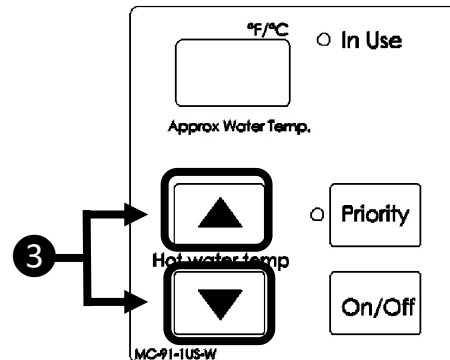 °F/°C
In Use
Approx Water Temp.
Priority
3
Hot water temp
On/Off
MC-91-1US-W